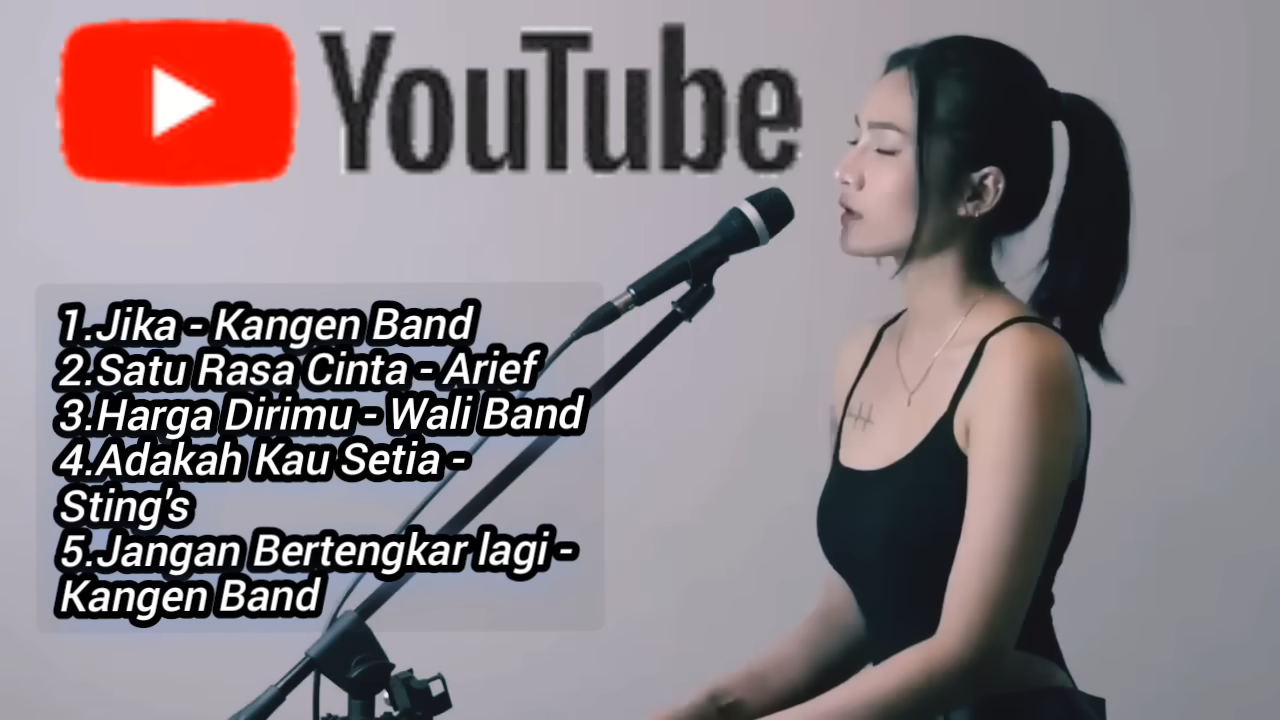 YouTube
1.Jika - Kangen Band
2.Satu Rasa Cinta - Arief
3.Harga Dirimu - Wali Band
4.Adakah Kau Setia -
Sting's
5.Jangan Bertengkar lagi -
Kangen Band